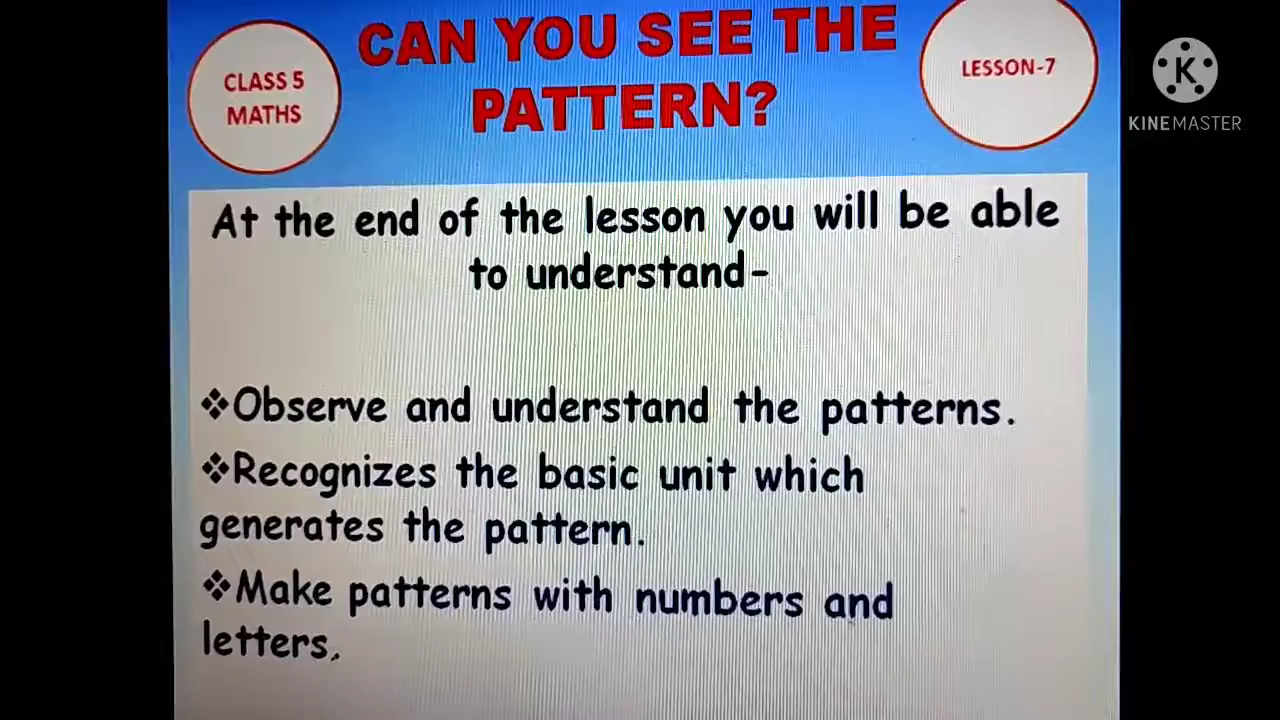 CAN YOU SEE THE
PATTERN?
CLASS 5
MATHS
LESSON-7
K
KINEMASTER
At the end of the lesson you will be able
to understand-
❖Observe and understand the patterns.
❖Recognizes the basic unit which
generates the pattern.
❖Make patterns with numbers and
letters.